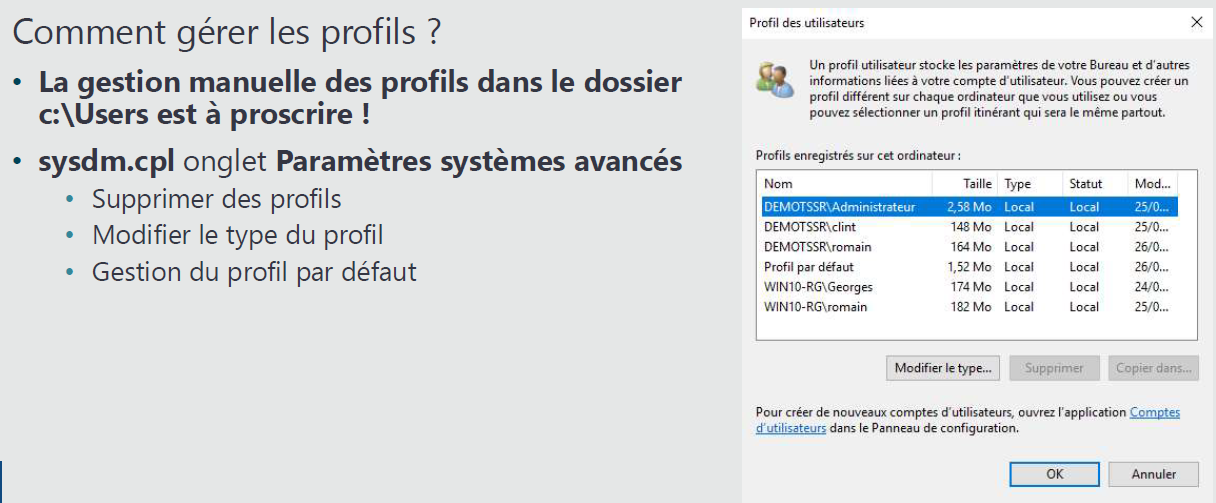 Comment gérer les profils ?
• La gestion manuelle des profils dans le dossier
c:\Users est à proscrire !
• sysdm.cpl onglet Paramètres systèmes avancés
• Supprimer des profils
• Modifier le type du profil
• Gestion du profil par défaut
Profil des utilisateurs
Un profil utilisateur stocke les paramètres de votre Bureau et d'autres
informations liées à votre compte d'utilisateur. Vous pouvez créer un
profil différent sur chaque ordinateur que vous utilisez ou vous
pouvez sélectionner un profil itinérant qui sera le même partout.
Profils enregistrés sur cet ordinateur :
Nom Taille Type Statut Mod...
DEMOTSSR\Administrateur 2,58 Mo Local Local 25/0...
DEMOTSSR\clint 148 Mo Local Local 25/0...
DEMOTSSR\romain 164 Mo Local Local 26/0...
Profil par défaut 1,52 Mo Local Local 26/0...
WIN10-RG\Georges 174 Mo Local Local 24/0...
WIN10-RG\romain 182 Mo Local Local 25/0...
Modifier le type... Supprimer Copier dans...
Pour créer de nouveaux comptes d'utilisateurs, ouvrez l'application Comptes
d'utilisateurs dans le Panneau de configuration.
OK Annuler